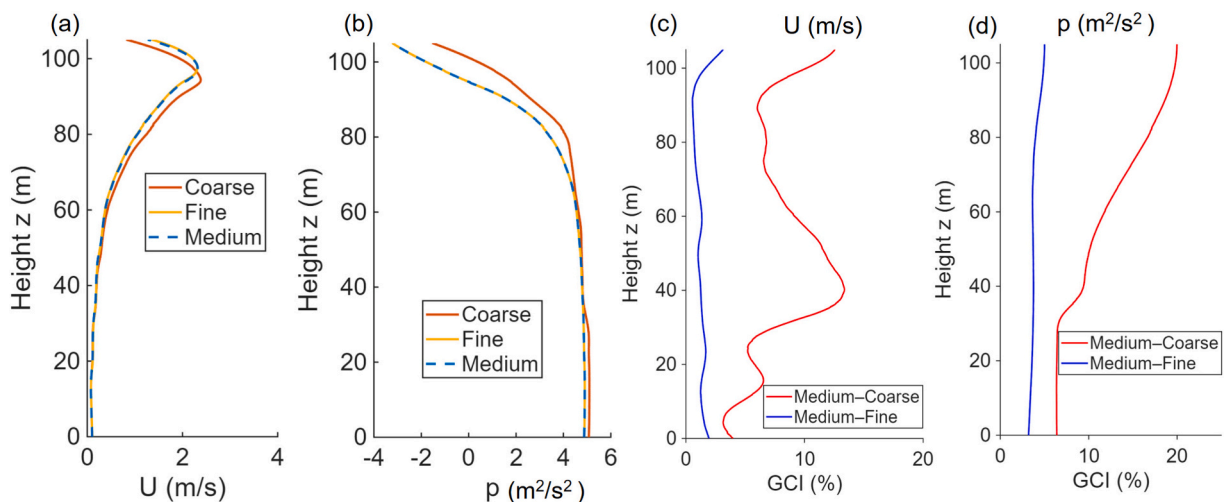 (a)
100
80
60
40
20
0
Height z (m)
Coarse
Fine
Medium
0
2
4
U (m/s)
(b)
100
80
60
40
20
0
Height z (m)
Coarse
Fine
Medium
-4
-2
0
2
4
6
p (m²/s²)
(c)
U (m/s)
100
80
60
40
20
0
Height z (m)
Medium–Coarse
Medium–Fine
0
10
20
GCI (%)
(d)
p (m²/s²)
100
80
60
40
20
0
Height z (m)
Medium–Coarse
Medium–Fine
0
10
20
GCI (%)